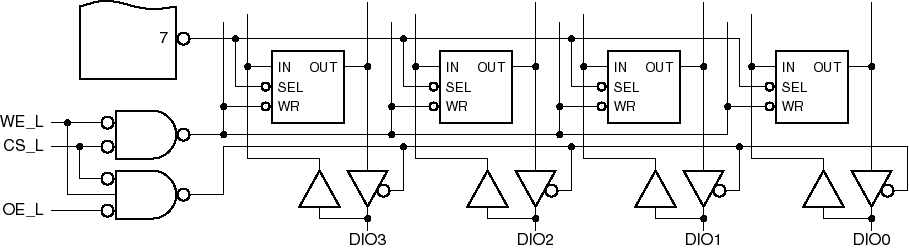 7
IN OUT IN OUT IN OUT IN OUT
SEL SEL SEL SEL
WR WR WR WR
WE_L
CS_L
OE_L
DIO3 DIO2 DIO1 DIO0